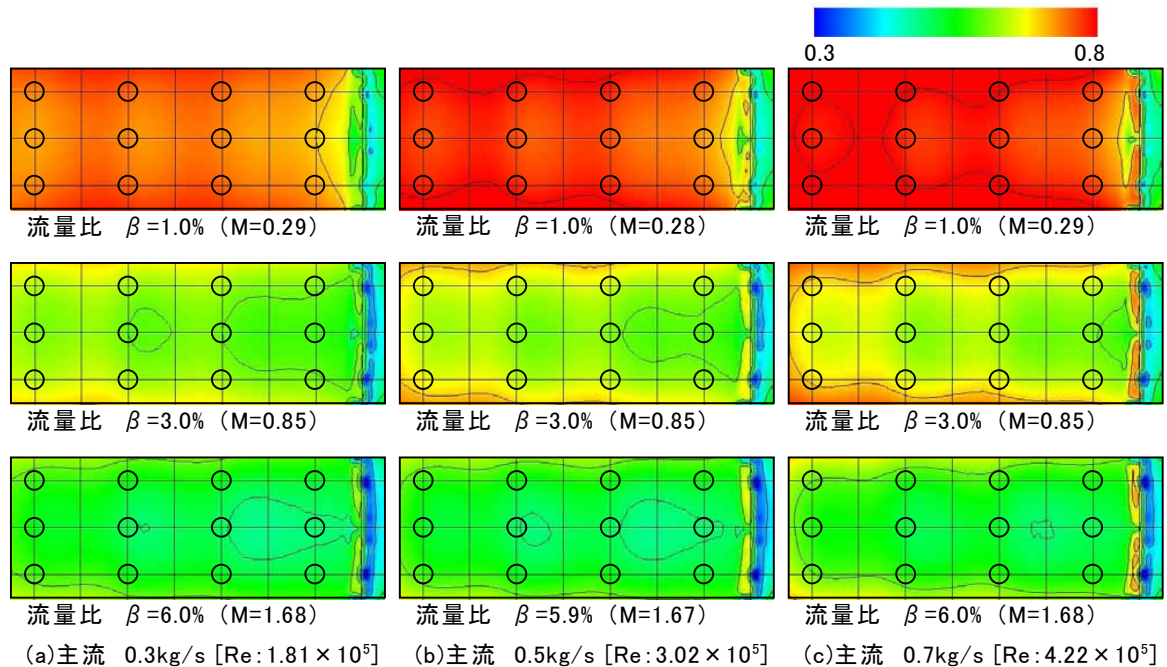 0.3 0.8
流量比 β=1.0% (M=0.29)
流量比 β=1.0% (M=0.28)
流量比 β=1.0% (M=0.29)
流量比 β=3.0% (M=0.85)
流量比 β=3.0% (M=0.85)
流量比 β=3.0% (M=0.85)
流量比 β=6.0% (M=1.68)
流量比 β=5.9% (M=1.67)
流量比 β=6.0% (M=1.68)
(a)主流 0.3kg/s [Re:1.81×10⁵]
(b)主流 0.5kg/s [Re:3.02×10⁵]
(c)主流 0.7kg/s [Re:4.22×10⁵]